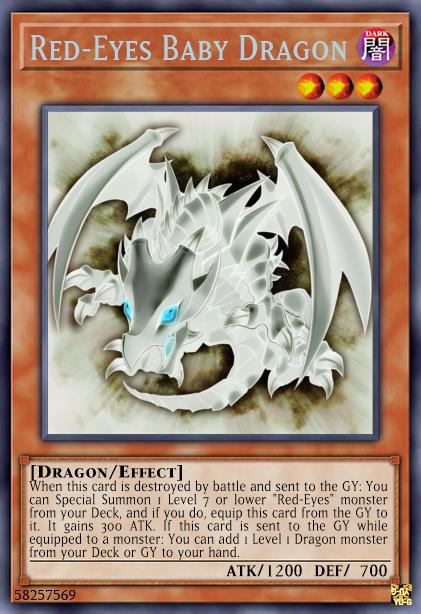 RED-EYES BABY DRAGON
DARK
闇
[DRAGON/EFFECT]
When this card is destroyed by battle and sent to the GY: You
can Special Summon 1 Level 7 or lower "Red-Eyes" monster
from your Deck, and if you do, equip this card from the GY to
it. It gains 300 ATK. If this card is sent to the GY while
equipped to a monster: You can add 1 Level 1 Dragon monster
from your Deck or GY to your hand.
ATK/1200 DEF/ 700
58257569